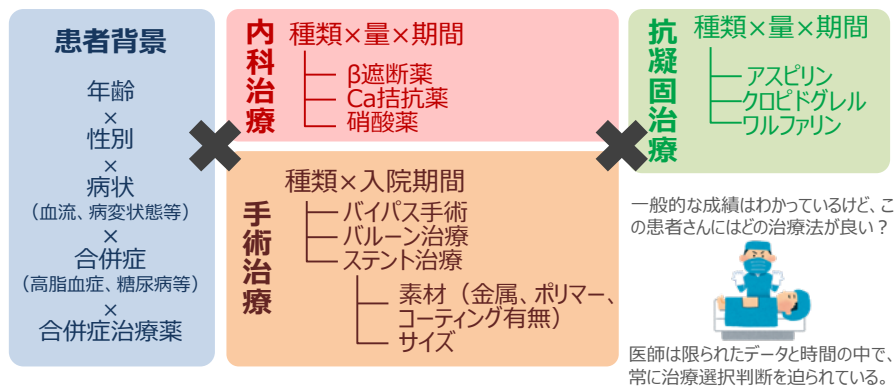 患者背景
年齢
×
性別
×
病状
（血流、病変状態等）
×
合併症
（高脂血症、糖尿病等）
×
合併症治療薬
内科治療
種類×量×期間
β遮断薬
Ca拮抗薬
硝酸薬
手術治療
種類×入院期間
バイパス手術
バルーン治療
ステント治療
素材（金属、ポリマー、
コーティング有無）
サイズ
抗凝固治療
種類×量×期間
アスピリン
クロピドグレル
ワルファリン
一般的な成績はわかっているけど、こ
の患者さんにはどの治療法が良い？
医師は限られたデータと時間の中で、
常に治療選択判断を迫られている。